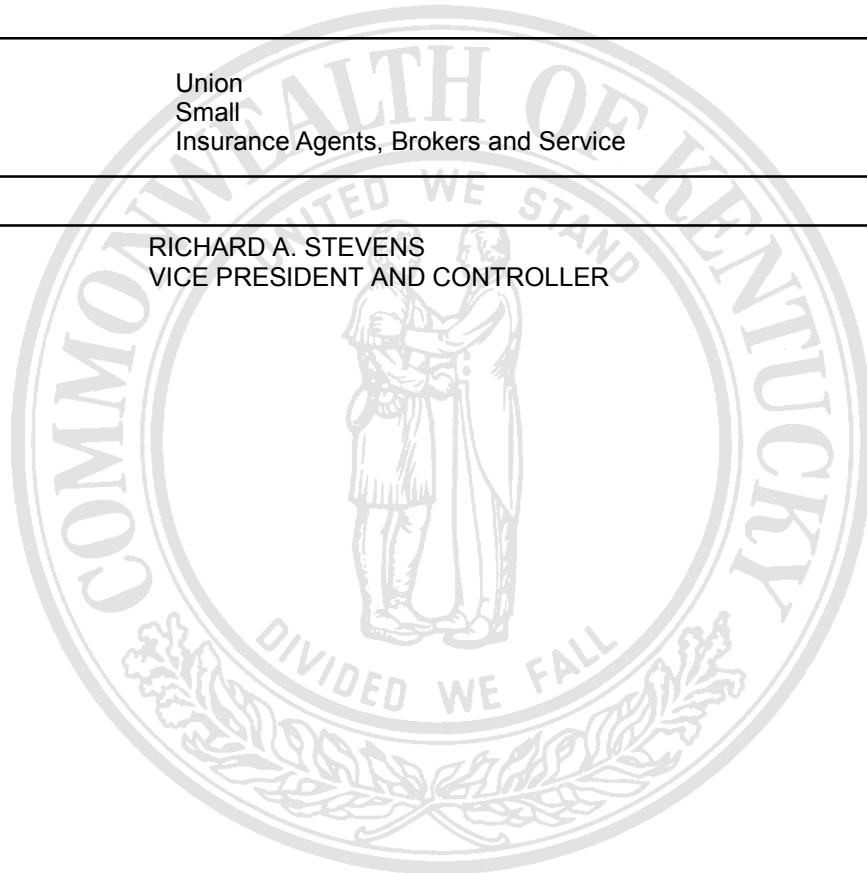 Union
Small
Insurance Agents, Brokers and Service
RICHARD A. STEVENS
VICE PRESIDENT AND CONTROLLER
COMMONWEALTH OF KENTUCKY
UNITED WE STAND
DIVIDED WE FALL